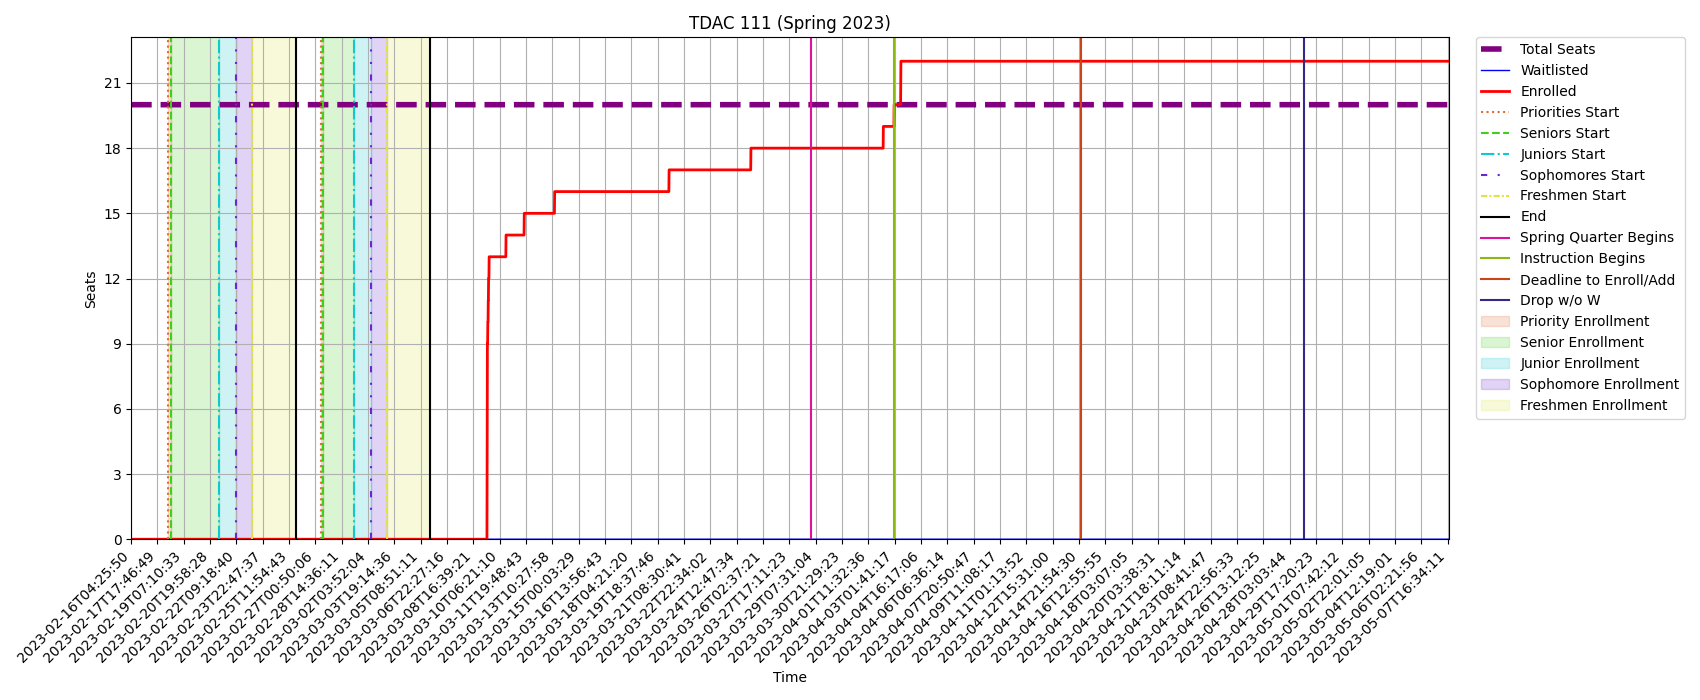 TDAC 111 (Spring 2023)
Seats
21
18
15
12
9
6
3
0
2023-02-16T04:25:50
2023-02-17T17:46:49
2023-02-19T07:10:33
2023-02-20T19:58:28
2023-02-22T09:18:40
2023-02-23T22:47:37
2023-02-25T11:54:43
2023-02-27T00:50:06
2023-02-28T14:36:11
2023-03-02T03:52:04
2023-03-03T19:14:36
2023-03-05T08:51:11
2023-03-06T22:27:16
2023-03-08T16:39:21
2023-03-10T06:21:10
2023-03-11T19:48:43
2023-03-13T10:27:58
2023-03-15T00:03:29
2023-03-16T13:56:43
2023-03-18T04:21:20
2023-03-19T18:37:46
2023-03-21T08:30:41
2023-03-22T22:34:02
2023-03-24T12:47:34
2023-03-26T02:37:21
2023-03-27T17:11:23
2023-03-29T07:31:04
2023-03-30T21:29:23
2023-04-01T11:32:36
2023-04-03T01:41:17
2023-04-04T16:17:06
2023-04-06T06:36:14
2023-04-07T20:50:47
2023-04-09T11:08:17
2023-04-11T01:13:52
2023-04-12T15:31:00
2023-04-14T21:54:30
2023-04-16T12:55:55
2023-04-18T03:07:05
2023-04-20T03:38:31
2023-04-21T18:11:14
2023-04-23T08:41:47
2023-04-24T22:56:33
2023-04-26T13:12:25
2023-04-28T03:03:44
2023-04-29T17:20:23
2023-05-01T07:42:12
2023-05-02T22:01:05
2023-05-04T12:19:01
2023-05-06T02:21:56
2023-05-07T16:34:11
Time
Total Seats
Waitlisted
Enrolled
Priorities Start
Seniors Start
Juniors Start
Sophomores Start
Freshmen Start
End
Spring Quarter Begins
Instruction Begins
Deadline to Enroll/Add
Drop w/o W
Priority Enrollment
Senior Enrollment
Junior Enrollment
Sophomore Enrollment
Freshmen Enrollment